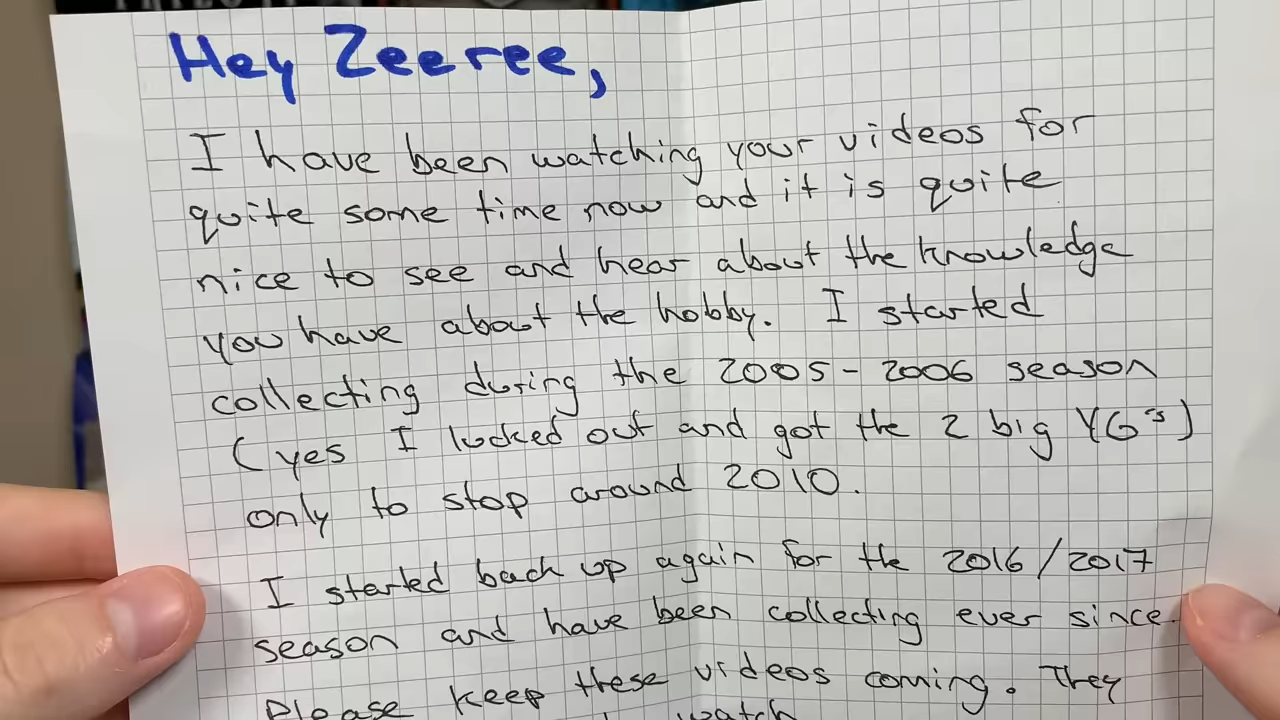 Hey Zeeree,
I have been watching your videos for
quite some time now and it is quite
nice to see and hear about the knowledge
you have about the hobby. I started
collecting during the 2005-2006 season
(yes I lucked out and got the 2 big YG's)
only to stop around 2010.
I started back up again for the 2016/2017
season and have been collecting ever since.
Please keep these videos coming. They
watch